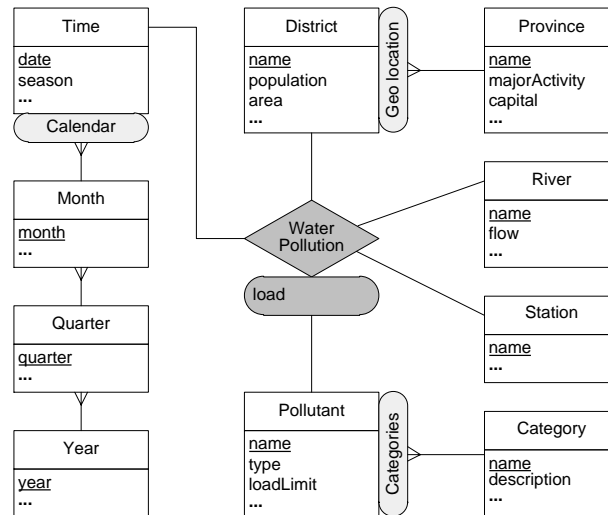 Time
date
season
...
Calendar
Month
month
...
Quarter
quarter
...
Year
year
...
District
name
population
area
...
Geo location
Province
name
majorActivity
capital
...
Water
Pollution
load
River
name
flow
...
Station
name
...
Pollutant
name
type
loadLimit
...
Categories
Category
name
description
...